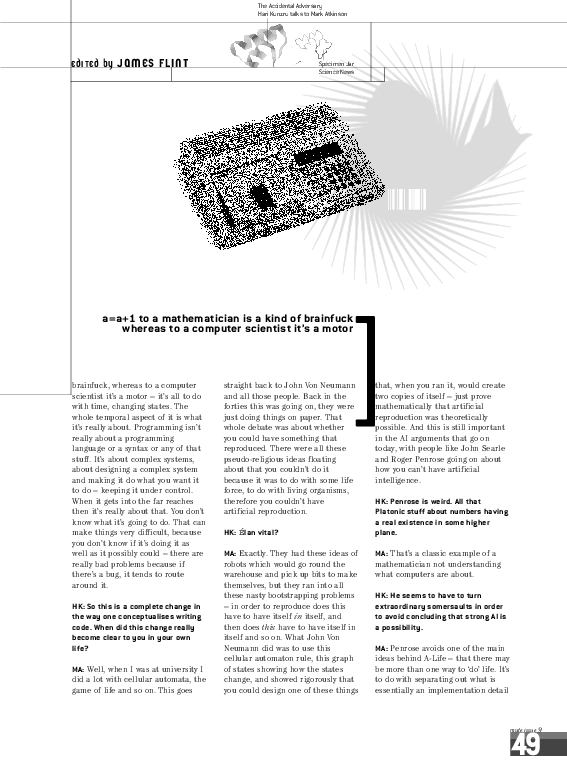 The Accidental Adversary
Hari Kunzru talks to Mark Atkinson
edited by JAMES FLINT
Specimen Jar
Science News
a=a+1 to a mathematician is a kind of brainfuck
whereas to a computer scientist it's a motor
brainfuck, whereas to a computer
scientist it's a motor – it's all to do
with time, changing states. The
whole temporal aspect of it is what
it's really about. Programming isn't
really about a programming
language or a syntax or any of that
stuff. It's about complex systems,
about designing a complex system
and making it do what you want it
to do – keeping it under control.
When it gets into the far reaches
then it's really about that. You don't
know what it's going to do. That can
make things very difficult, because
you don't know if it's doing it as
well as it possibly could – there are
really bad problems because if
there's a bug, it tends to route
around it.
HK: So this is a complete change in
the way one conceptualises writing
code. When did this change really
become clear to you in your own
life?
MA: Well, when I was at university I
did a lot with cellular automata, the
game of life and so on. This goes
straight back to John Von Neumann
and all those people. Back in the
forties this was going on, they were
just doing things on paper. That
whole debate was about whether
you could have something that
reproduced. There were all these
pseudo-religious ideas floating
about that you couldn't do it
because it was to do with some life
force, to do with living organisms,
therefore you couldn't have
artificial reproduction.
HK: Élan vital?
MA: Exactly. They had these ideas of
robots which would go round the
warehouse and pick up bits to make
themselves, but they ran into all
these nasty bootstrapping problems
– in order to reproduce does this
have to have itself in itself, and
then does this have to have itself in
itself and so on. What John Von
Neumann did was to use this
cellular automaton rule, this graph
of states showing how the states
change, and showed rigorously that
you could design one of these things
that, when you ran it, would create
two copies of itself – just prove
mathematically that artificial
reproduction was theoretically
possible. And this is still important
in the AI arguments that go on
today, with people like John Searle
and Roger Penrose going on about
how you can't have artificial
intelligence.
HK: Penrose is weird. All that
Platonic stuff about numbers having
a real existence in some higher
plane.
MA: That's a classic example of a
mathematician not understanding
what computers are about.
HK: He seems to have to turn
extraordinary somersaults in order
to avoid concluding that strong AI is
a possibility.
MA: Penrose avoids one of the main
ideas behind A-Life – that there may
be more than one way to 'do' life. It's
to do with separating out what is
essentially an implementation detail
mute issue 9
49